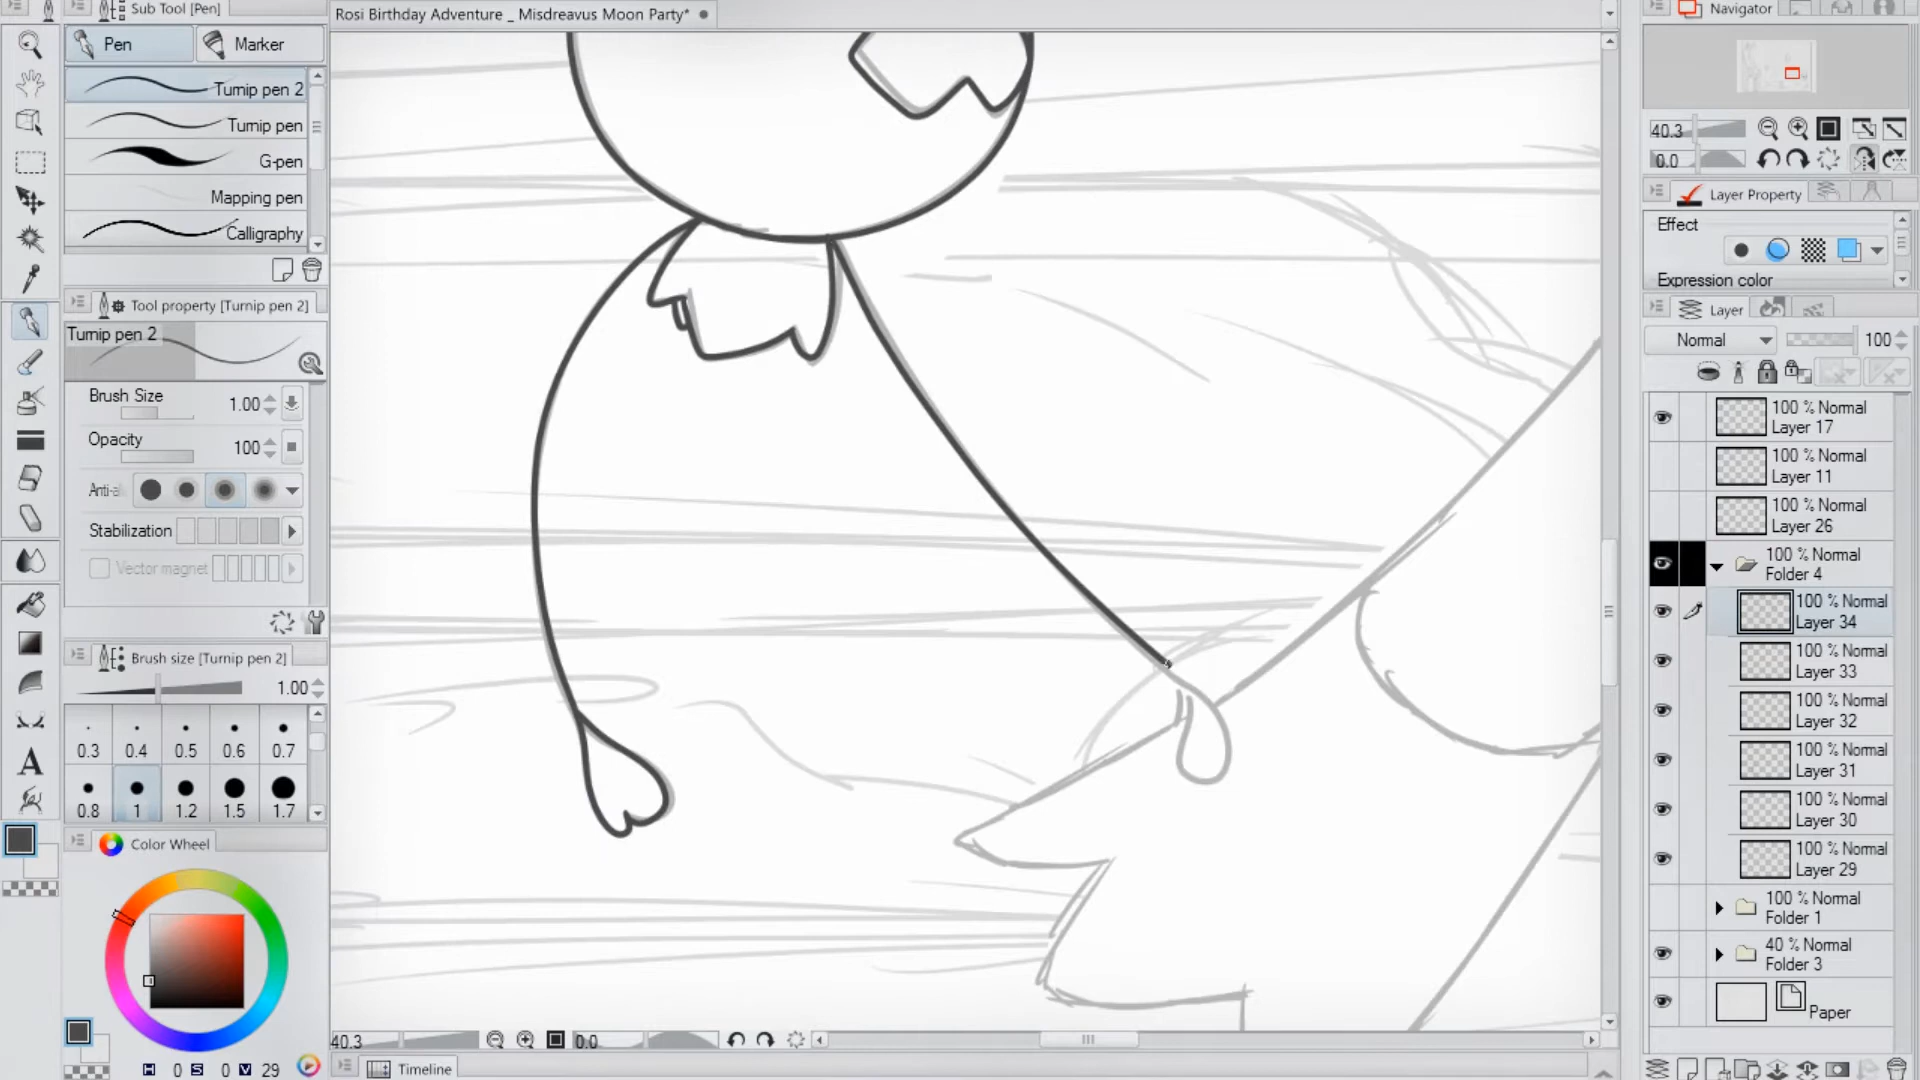 Sub Tool [Pen]
Rosi Birthday Adventure _ Misdreavus Moon Party*
Navigator
Pen
Marker
Turnip pen 2
Turnip pen
G-pen
Mapping pen
Calligraphy
Tool property [Turnip pen 2]
Turnip pen 2
Brush Size
1.00
Opacity
100
Anti-a
Stabilization
Vector magnet
Brush size [Turnip pen 2]
1.00
0.3 0.4 0.5 0.6 0.7
0.8 1 1.2 1.5 1.7
Color Wheel
H 0 S 0 V 29
40.3
0.0
Timeline
40.3
0.0
Layer Property
Effect
Expression color
Layer
Normal
100
100 % Normal
Layer 17
100 % Normal
Layer 11
100 % Normal
Layer 26
100 % Normal
Folder 4
100 % Normal
Layer 34
100 % Normal
Layer 33
100 % Normal
Layer 32
100 % Normal
Layer 31
100 % Normal
Layer 30
100 % Normal
Layer 29
100 % Normal
Folder 1
40 % Normal
Folder 3
Paper